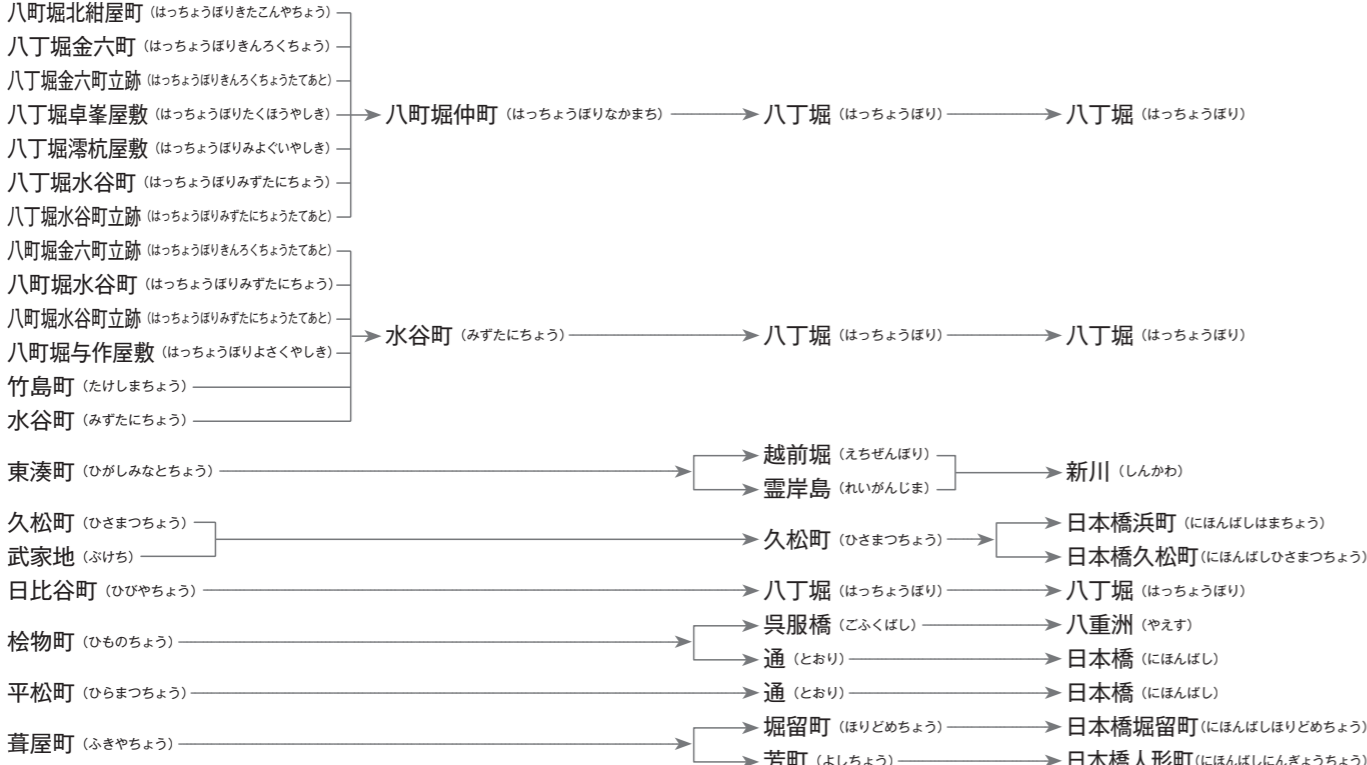 八町堀北紺屋町（はっちょうぼりきたこんやちょう）
八丁堀金六町（はっちょうぼりきんろくちょう）
八丁堀金六町立跡（はっちょうぼりきんろくちょうたてあと）
八丁堀卓峯屋敷（はっちょうぼりたくほうやしき） 八町堀仲町（はっちょうぼりなかまち） 八丁堀（はっちょうぼり） 八丁堀（はっちょうぼり）
八丁堀澪杭屋敷（はっちょうぼりみよぐいやしき）
八丁堀水谷町（はっちょうぼりみずたにちょう）
八丁堀水谷町立跡（はっちょうぼりみずたにちょうたてあと）
八町堀金六町立跡（はっちょうぼりきんろくちょうたてあと）
八町堀水谷町（はっちょうぼりみずたにちょう）
八町堀水谷町立跡（はっちょうぼりみずたにちょうたてあと）
水谷町（みずたにちょう） 八丁堀（はっちょうぼり） 八丁堀（はっちょうぼり）
八町堀与作屋敷（はっちょうぼりよさくやしき）
竹島町（たけしまちょう）
水谷町（みずたにちょう）
東湊町（ひがしみなとちょう） 越前堀（えちぜんぼり） 新川（しんかわ）
霊岸島（れいがんじま）
久松町（ひさまつちょう） 久松町（ひさまつちょう） 日本橋浜町（にほんばしはまちょう）
武家地（ぶけち） 日本橋久松町（にほんばしひさまつちょう）
日比谷町（ひびやちょう） 八丁堀（はっちょうぼり） 八丁堀（はっちょうぼり）
桧物町（ひものちょう） 呉服橋（ごふくばし） 八重洲（やえす）
通（とおり） 日本橋（にほんばし）
平松町（ひらまつちょう） 通（とおり） 日本橋（にほんばし）
葺屋町（ふきやちょう） 堀留町（ほりどめちょう） 日本橋堀留町（にほんばしほりどめちょう）
芳町（よしちょう） 日本橋人形町（にほんばしにんぎょうちょう）